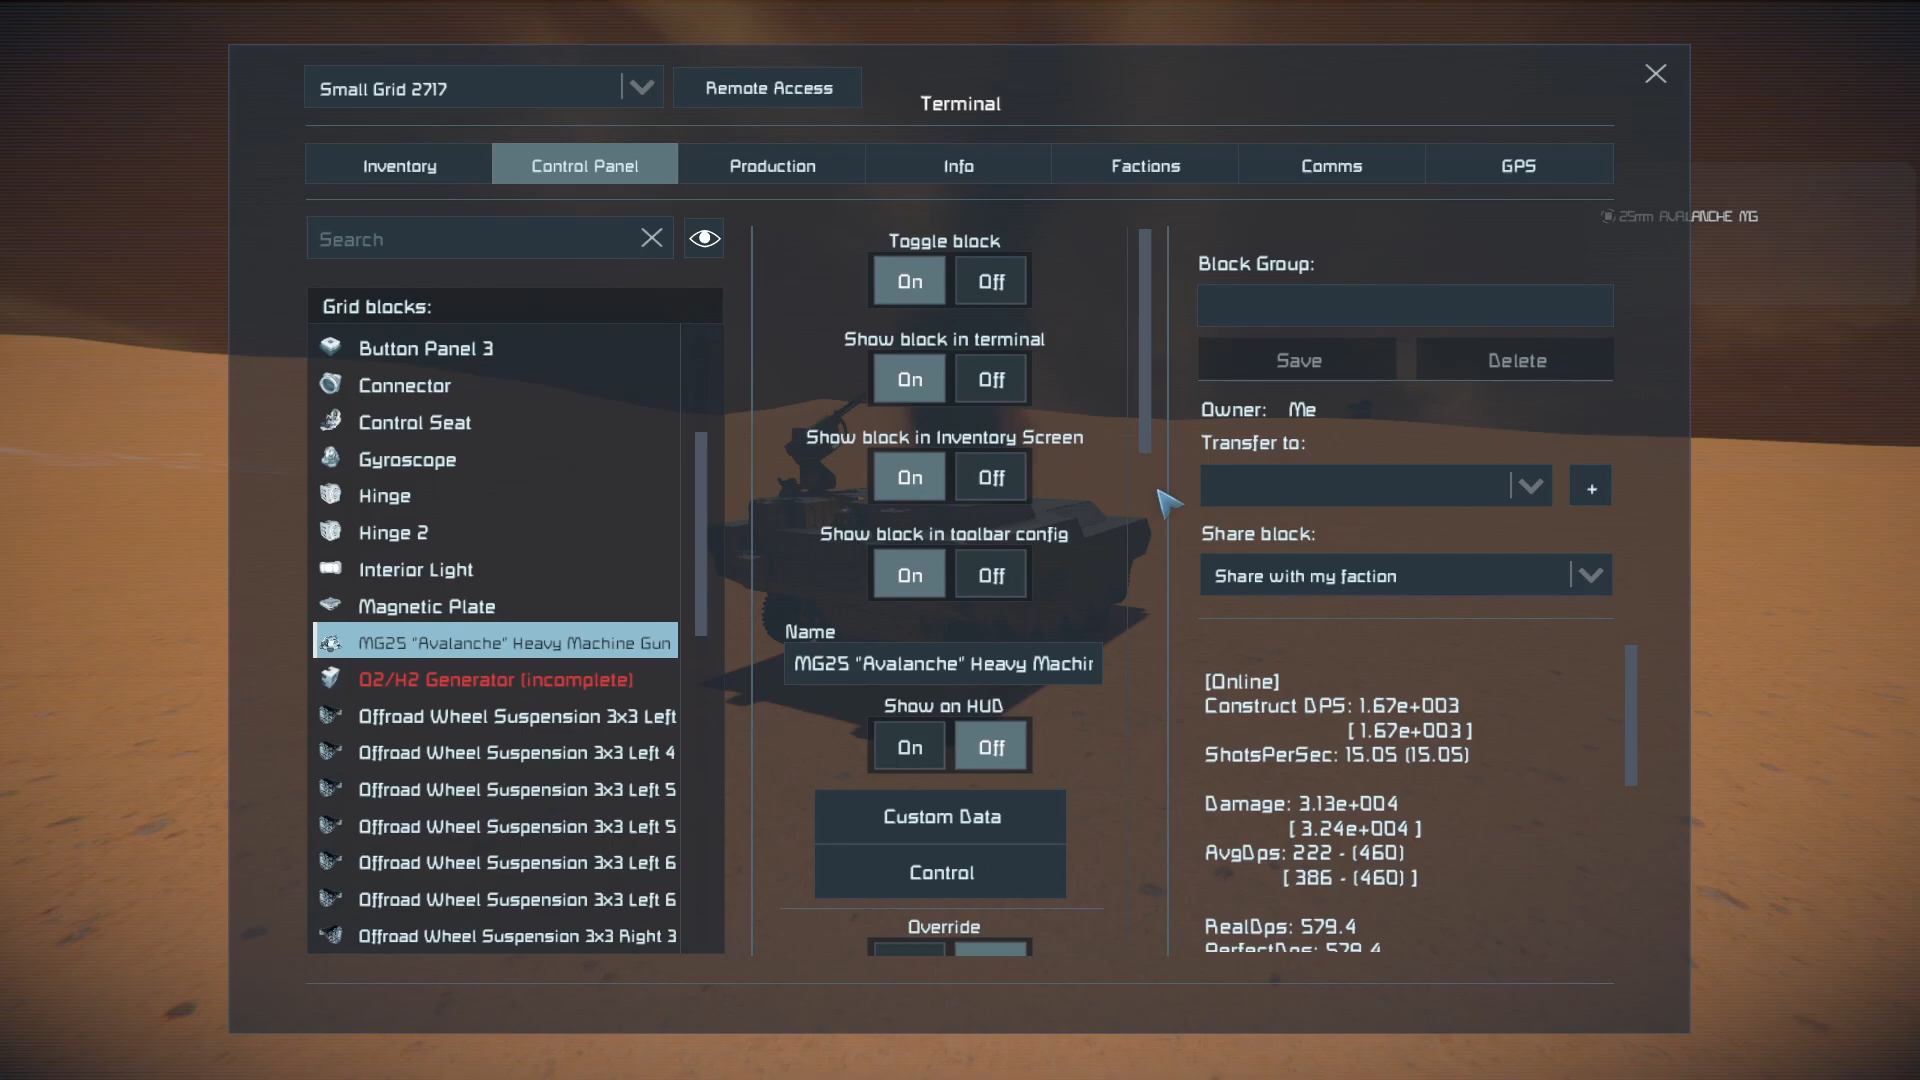 Small Grid 2717
Remote Access
Terminal
Inventory
Control Panel
Production
Info
Factions
Comms
GPS
Search
25mm AVALANCHE MG
Grid blocks:
Button Panel 3
Connector
Control Seat
Gyroscope
Hinge
Hinge 2
Interior Light
Magnetic Plate
MG25 "Avalanche" Heavy Machine Gun
O2/H2 Generator (incomplete)
Offroad Wheel Suspension 3x3 Left
Offroad Wheel Suspension 3x3 Left 4
Offroad Wheel Suspension 3x3 Left 5
Offroad Wheel Suspension 3x3 Left 5
Offroad Wheel Suspension 3x3 Left 6
Offroad Wheel Suspension 3x3 Left 6
Offroad Wheel Suspension 3x3 Right 3
Toggle block
On Off
Show block in terminal
On Off
Show block in Inventory Screen
On Off
Show block in toolbar config
On Off
Name
MG25 "Avalanche" Heavy Machin
Show on HUD
On Off
Custom Data
Control
Override
Block Group:
Save
Delete
Owner: Me
Transfer to:
+
Share block:
Share with my faction
[Online]
Construct DPS: 1.67e+003
[ 1.67e+003 ]
ShotsPerSec: 15.05 (15.05)
Damage: 3.13e+004
[ 3.24e+004 ]
AvgDps: 222 - (460)
[ 386 - (460) ]
RealDps: 579.4
PerfectDps: 579.4